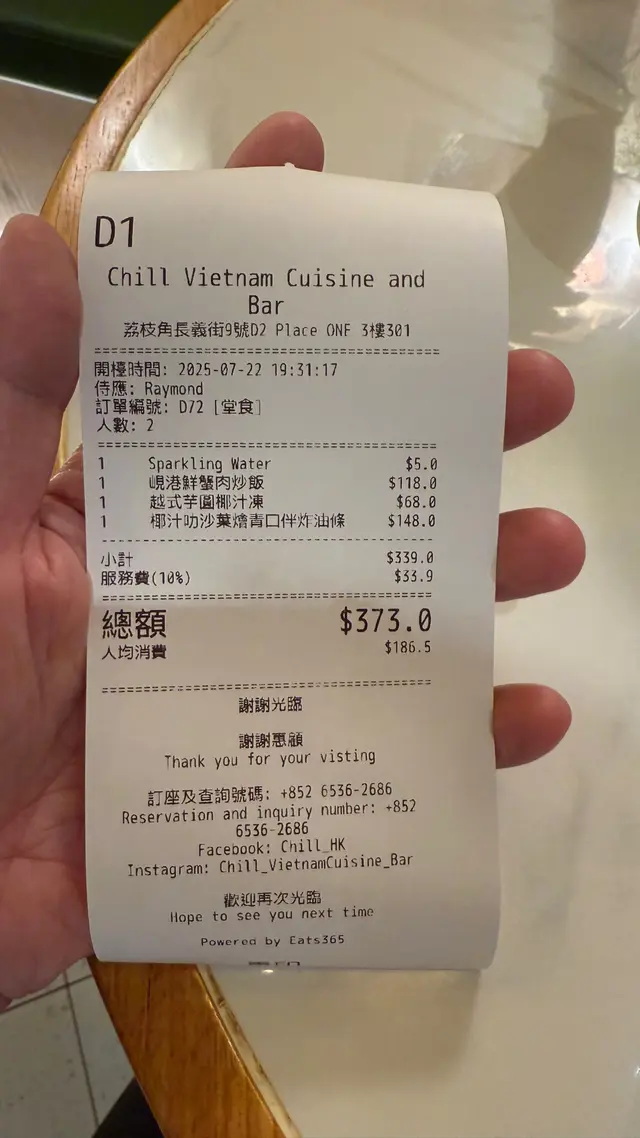 D1
Chill Vietnam Cuisine and
Bar
荔枝角長義街9號D2 Place ONE 3樓301
開檯時間: 2025-07-22 19:31:17
侍應: Raymond
訂單編號: D72 [堂食]
人數: 2
1 Sparkling Water $5.0
1 峴港鮮蟹肉炒飯 $118.0
1 越式芋圓椰汁凍 $68.0
1 椰汁叻沙葉燴青口伴炸油條 $148.0
小計 $339.0
服務費(10%) $33.9
總額 $373.0
人均消費 $186.5
謝謝光臨
謝謝惠顧
Thank you for your visting
訂座及查詢號碼: +852 6536-2686
Reservation and inquiry number: +852
6536-2686
Facebook: Chill_HK
Instagram: Chill_VietnamCuisine_Bar
歡迎再次光臨
Hope to see you next time
Powered by Eats365